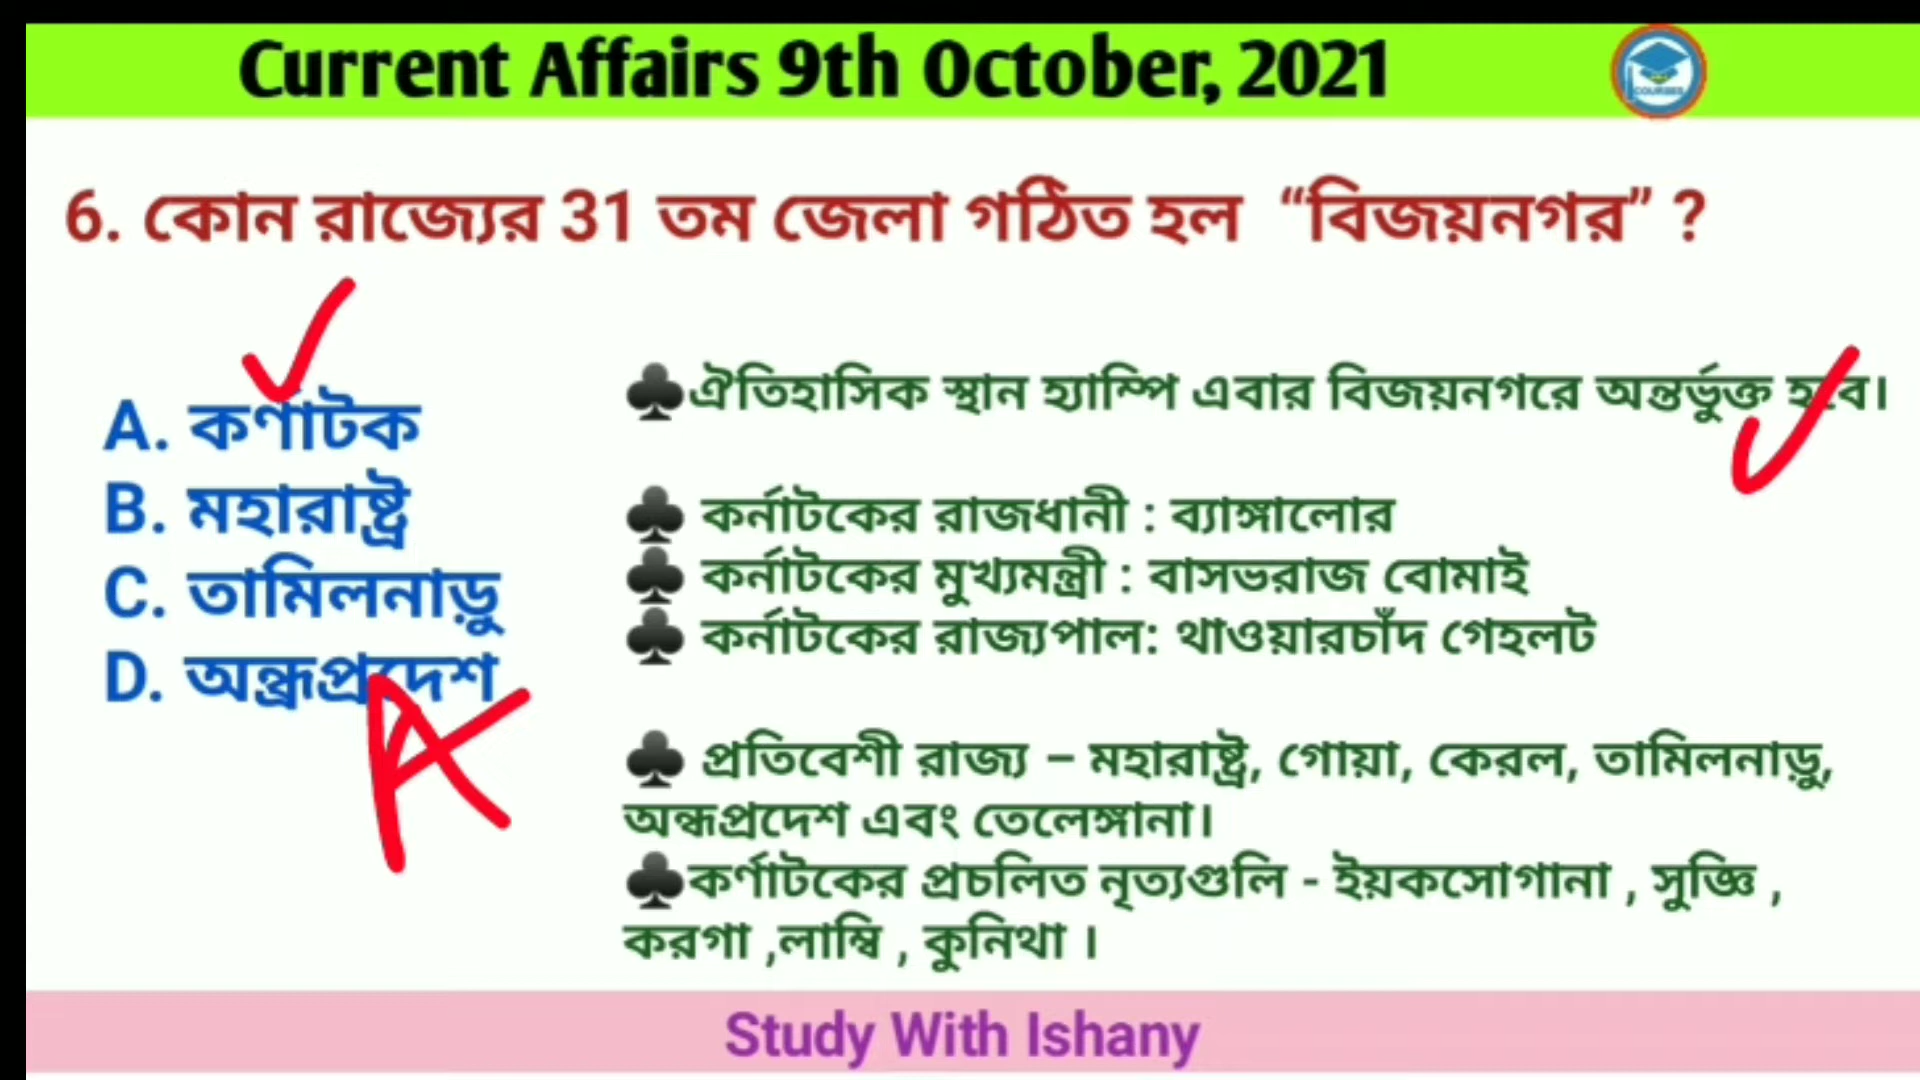 Current Affairs 9th October, 2021
COURSES
6. কোন রাজ্যের 31 তম জেলা গঠিত হল “বিজয়নগর” ?
A. কর্ণাটক
B. মহারাষ্ট্র
C. তামিলনাড়ু
D. অন্ধ্রপ্রদেশ
A
♣ঐতিহাসিক স্থান হ্যাম্পি এবার বিজয়নগরে অন্তর্ভুক্ত হবে।
♣ কর্নাটকের রাজধানী : ব্যাঙ্গালোর
♣ কর্নাটকের মুখ্যমন্ত্রী : বাসভরাজ বোমাই
♣ কর্নাটকের রাজ্যপাল: থাওয়ারচাঁদ গেহলট
♣ প্রতিবেশী রাজ্য – মহারাষ্ট্র, গোয়া, কেরল, তামিলনাড়ু,
অন্ধপ্রদেশ এবং তেলেঙ্গানা।
♣কর্ণাটকের প্রচলিত নৃত্যগুলি - ইয়কসোগানা , সুজ্ঞি ,
করগা ,লাম্বি , কুনিথা ।
Study With Ishany